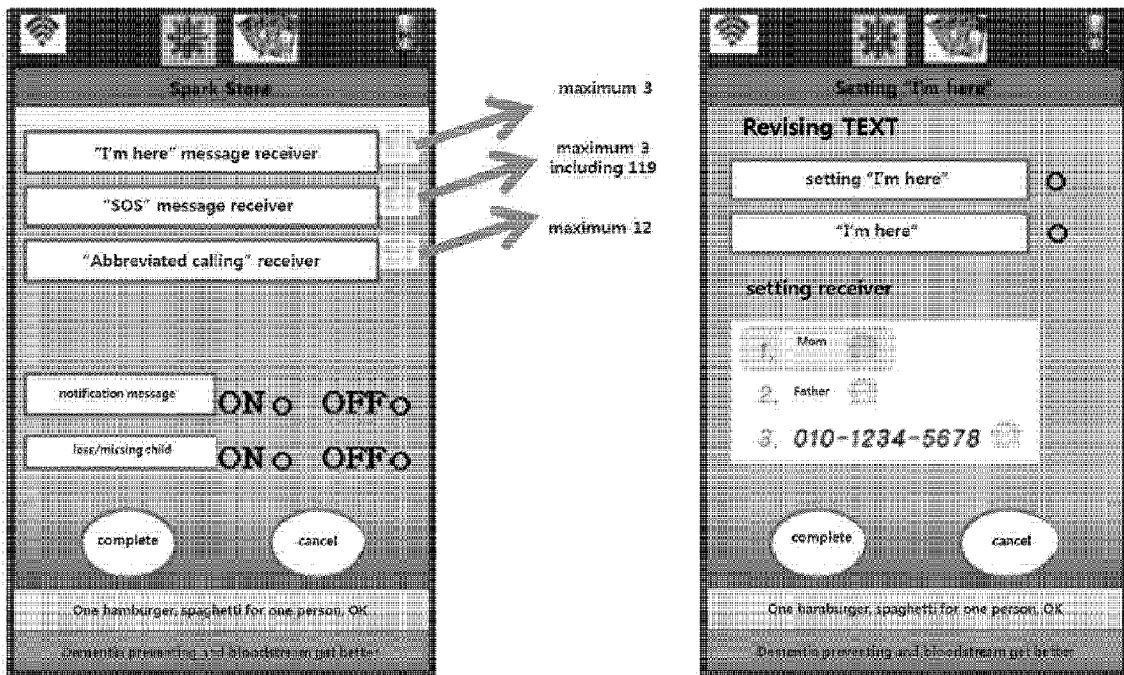 Spark Store
"I'm here" message receiver
"SOS" message receiver
"Abbreviated calling" receiver
notification message
ON OFF
loss/missing child
ON OFF
complete
cancel
One hamburger, spaghetti for one person, OK
Dementia preventing and bloodstream get better
maximum 3
maximum 3
including 119
maximum 12
Setting "I'm here"
Revising TEXT
setting "I'm here"
"I'm here"
setting receiver
1, Mom
2. Father
3. 010-1234-5678
complete
cancel
One hamburger, spaghetti for one person, OK
Dementia preventing and bloodstream get better